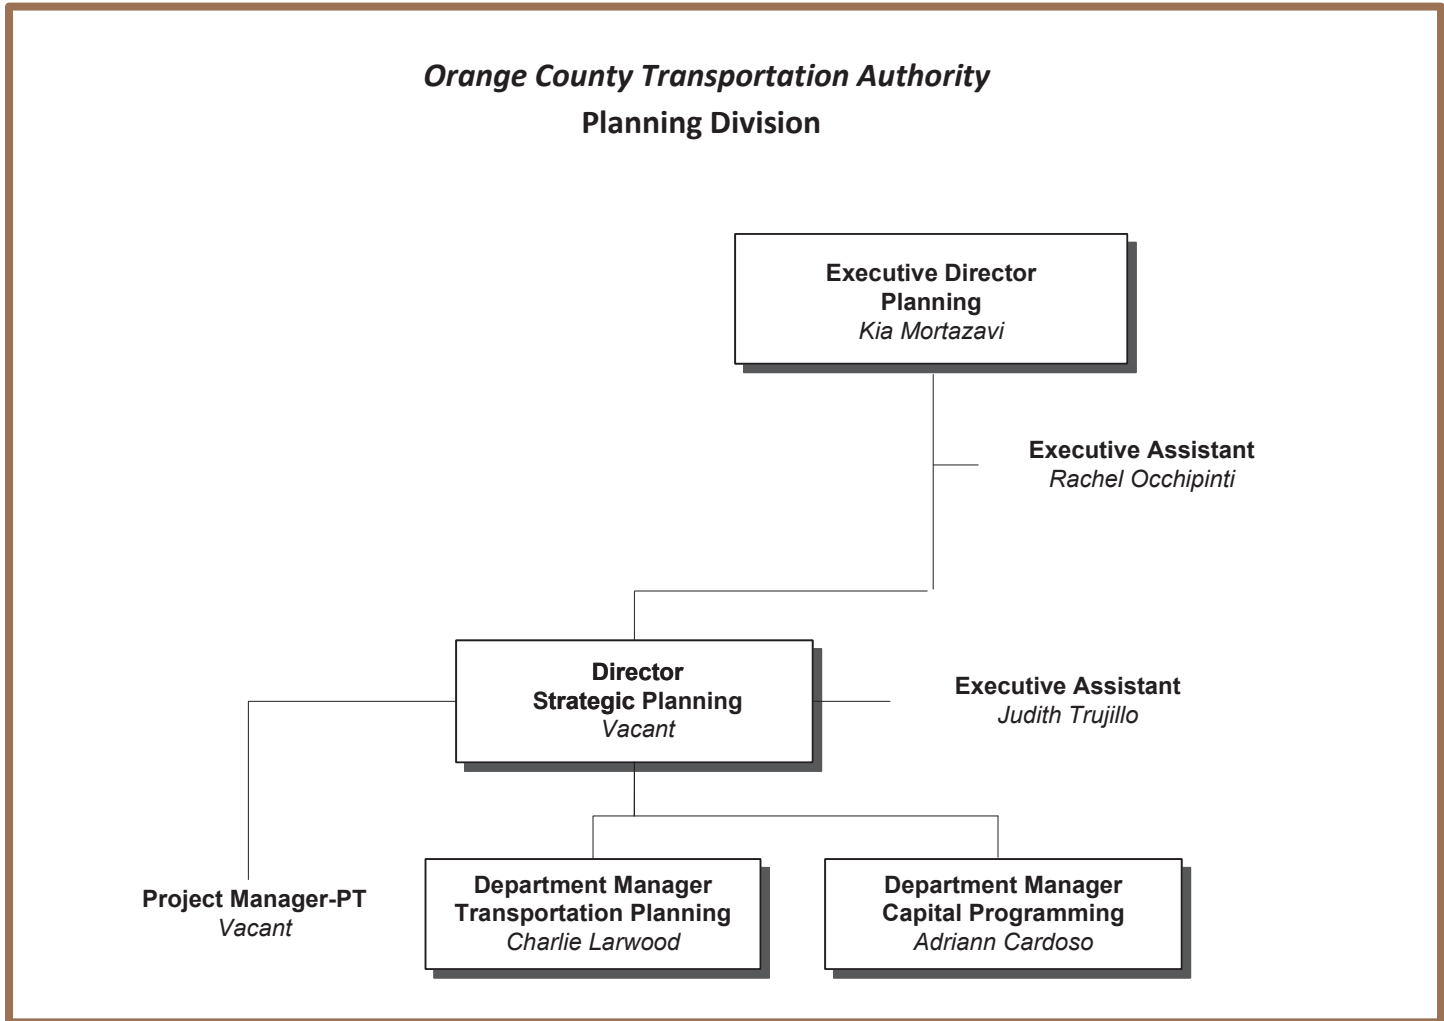 Orange County Transportation Authority
Planning Division
Executive Director
Planning
Kia Mortazavi
Executive Assistant
Rachel Occhipinti
Director
Strategic Planning
Vacant
Executive Assistant
Judith Trujillo
Project Manager-PT
Vacant
Department Manager
Transportation Planning
Charlie Larwood
Department Manager
Capital Programming
Adriann Cardoso